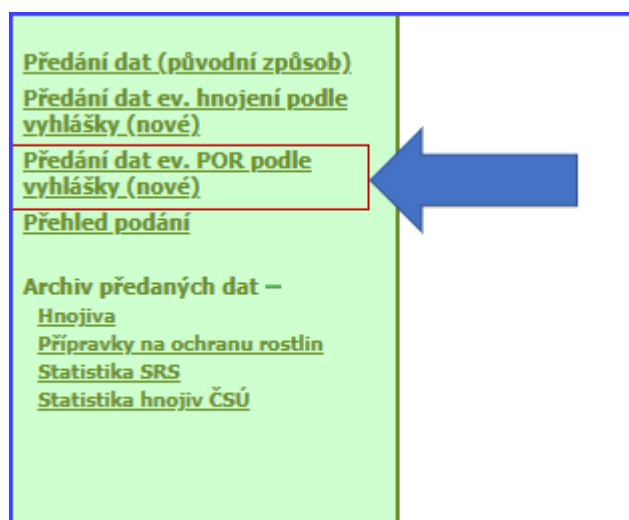 Předání dat (původní způsob)
Předání dat ev. hnojení podle
vyhlášky (nové)
Předání dat ev. POR podle
vyhlášky (nové)
Přehled podání
Archiv předaných dat –
Hnojiva
Přípravky na ochranu rostlin
Statistika SRS
Statistika hnojiv ČSÚ